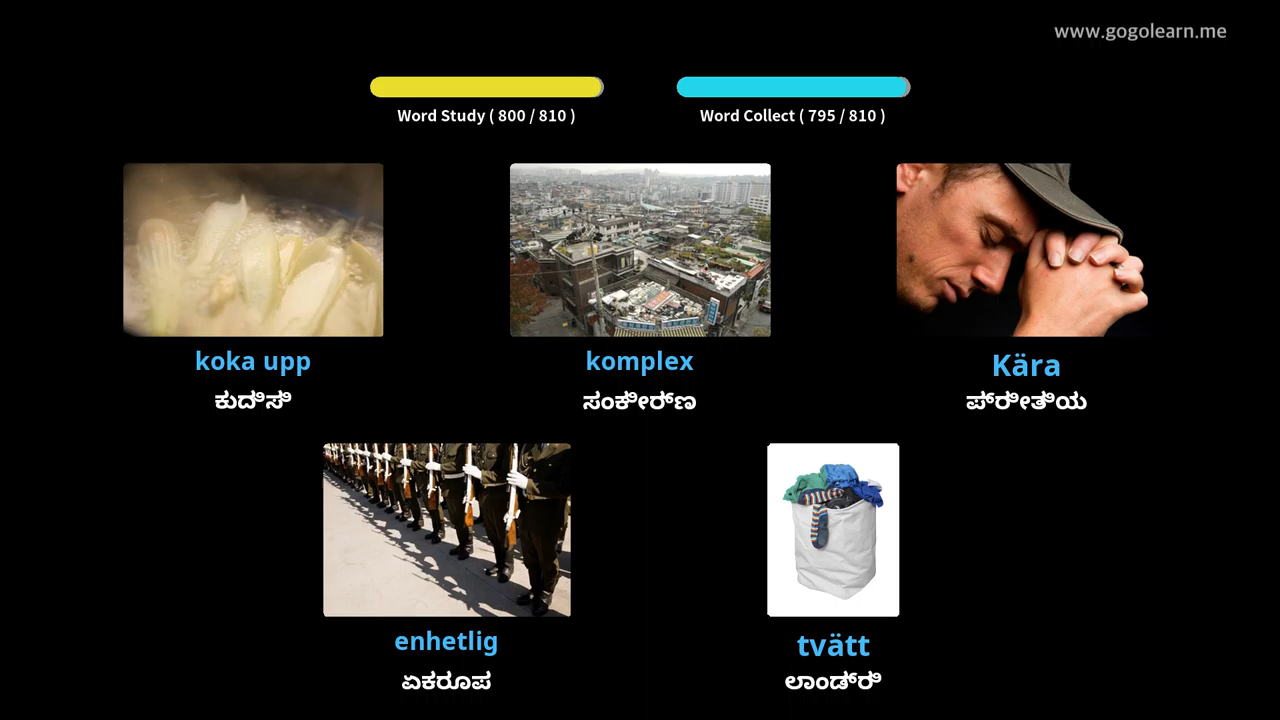 www.gogolearn.me
Word Study ( 800 / 810 )
Word Collect ( 795 / 810 )
koka upp
ಕುದಿಸಿ
komplex
ಸಂಕೀರ್ಣ
Kära
ಪ್ರೀತಿಯ
enhetlig
ಏಕರೂಪ
tvätt
ಲಾಂಡ್ರಿ